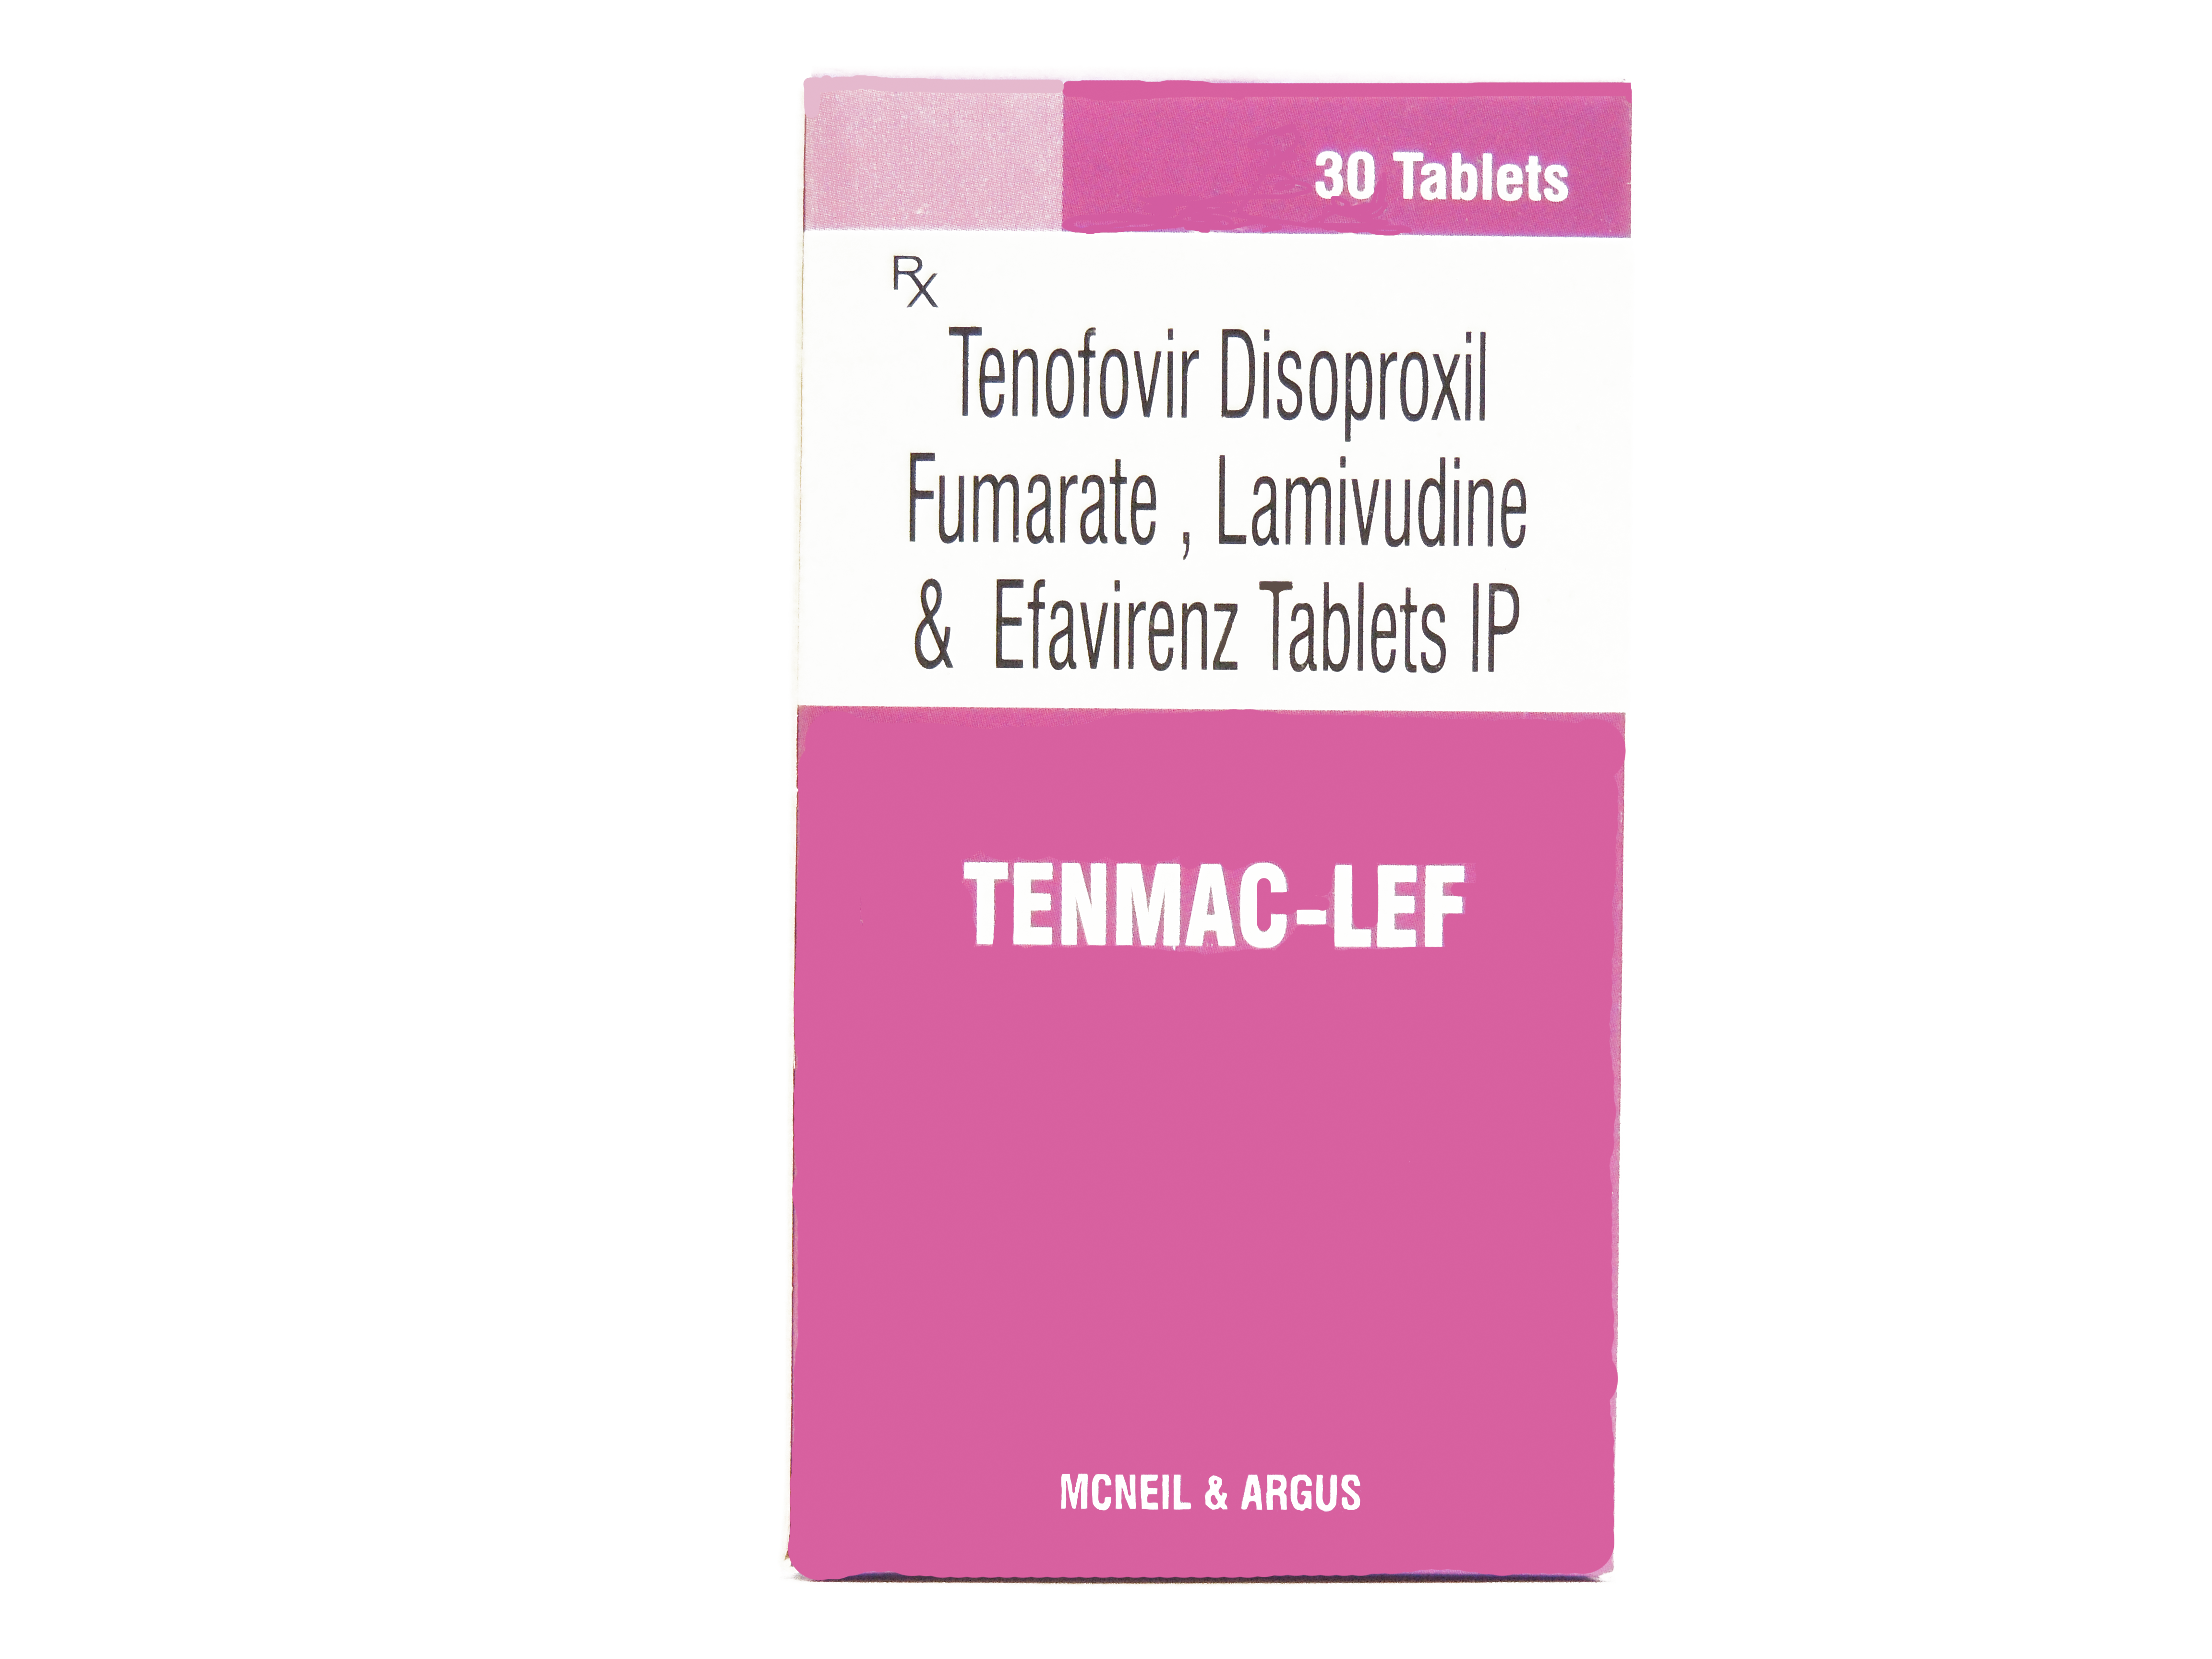 30 Tablets
Rx
Tenofovir Disoproxil
Fumarate , Lamivudine
& Efavirenz Tablets IP
TENMAC-LEF
MCNEIL & ARGUS